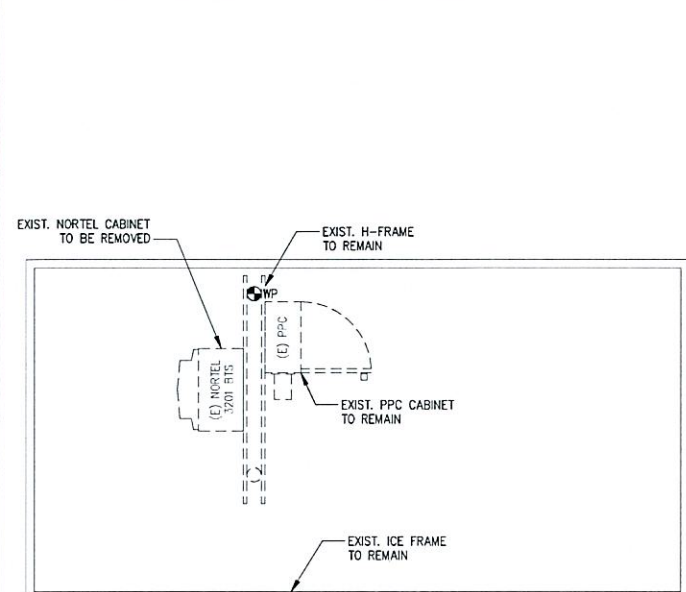 EXIST. NORTEL CABINET
TO BE REMOVED
EXIST. H-FRAME
TO REMAIN
WP
(E) PPC
(E) NORTEL
3201 BTS
EXIST. PPC CABINET
TO REMAIN
EXIST. ICE FRAME
TO REMAIN